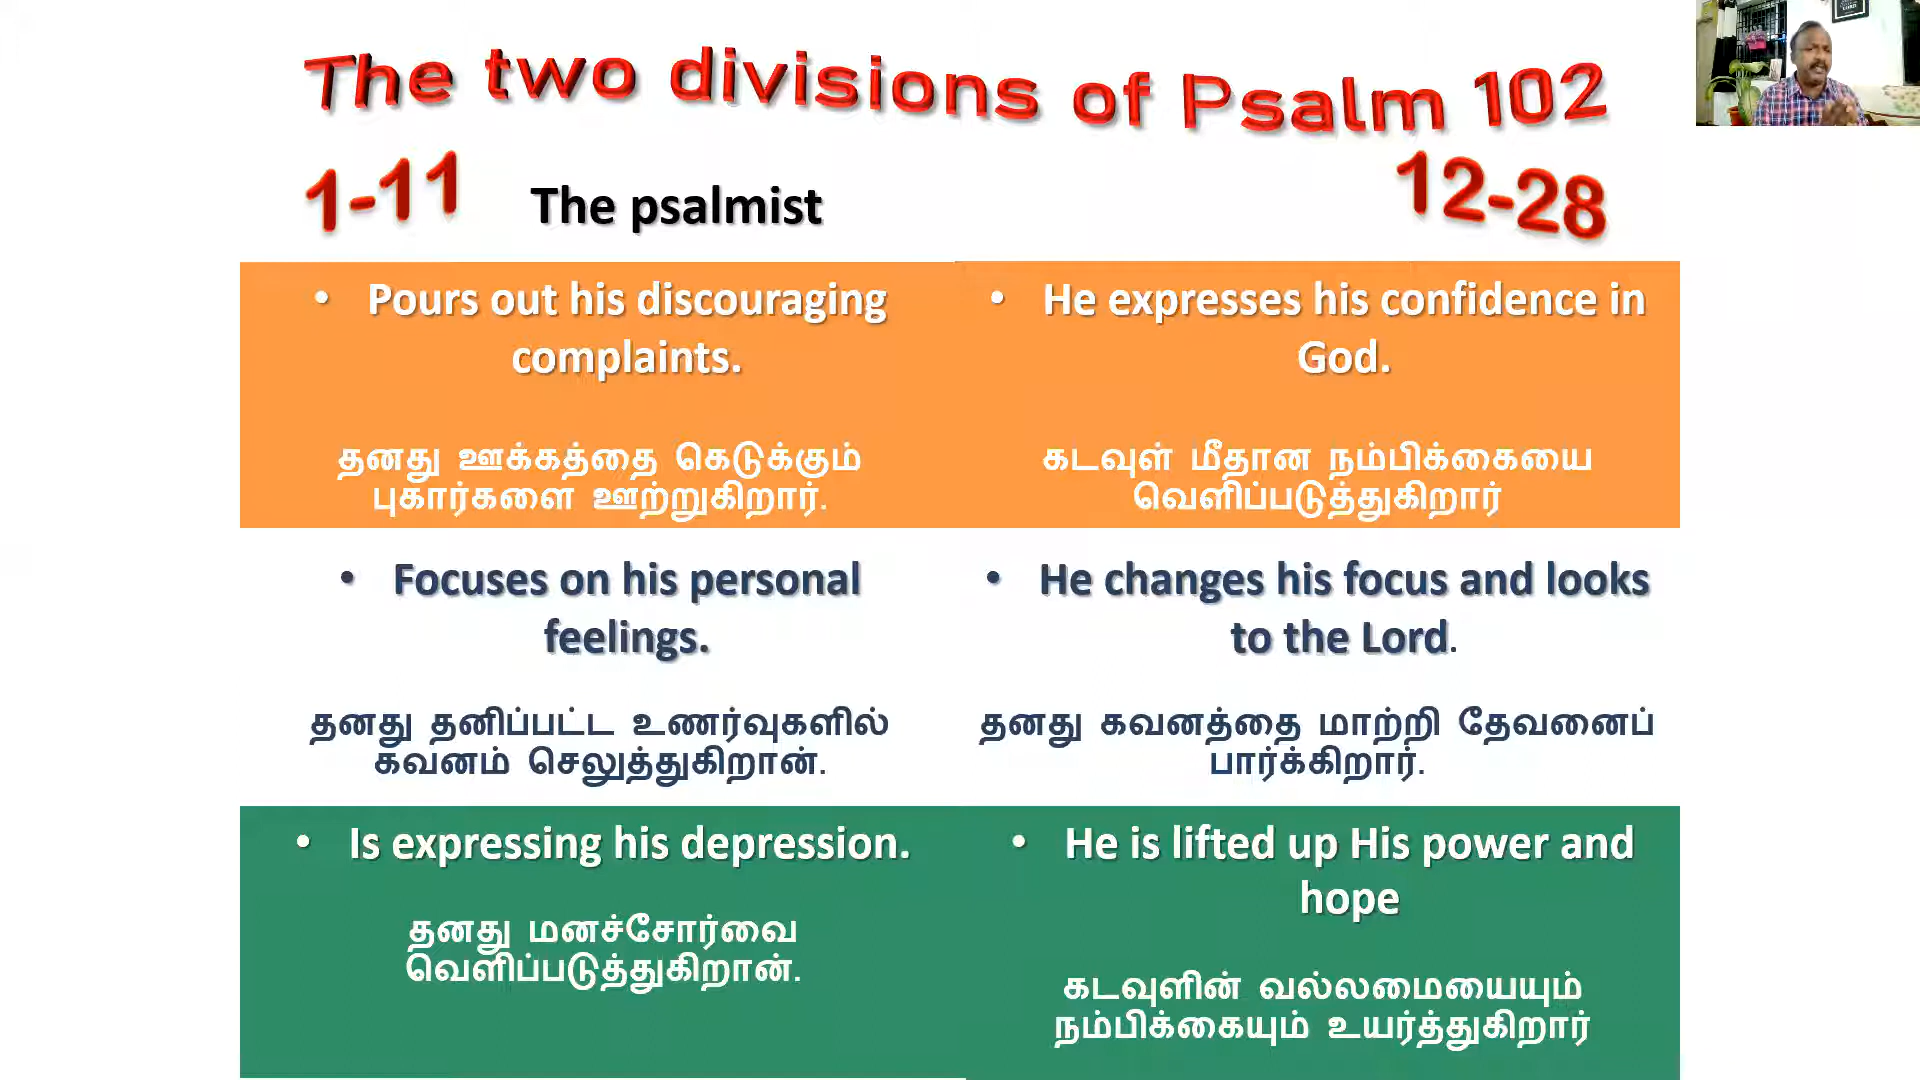 The two divisions of Psalm 102
1-11
The psalmist
12-28
• Pours out his discouraging
complaints.
தனது ஊக்கத்தை கெடுக்கும்
புகார்களை ஊற்றுகிறார்.
• He expresses his confidence in
God.
கடவுள் மீதான நம்பிக்கையை
வெளிப்படுத்துகிறார்
• Focuses on his personal
feelings.
தனது தனிப்பட்ட உணர்வுகளில்
கவனம் செலுத்துகிறான்.
• He changes his focus and looks
to the Lord.
தனது கவனத்தை மாற்றி தேவனைப்
பார்க்கிறார்.
• Is expressing his depression.
தனது மனச்சோர்வை
வெளிப்படுத்துகிறான்.
• He is lifted up His power and
hope
கடவுளின் வல்லமையையும்
நம்பிக்கையும் உயர்த்துகிறார்